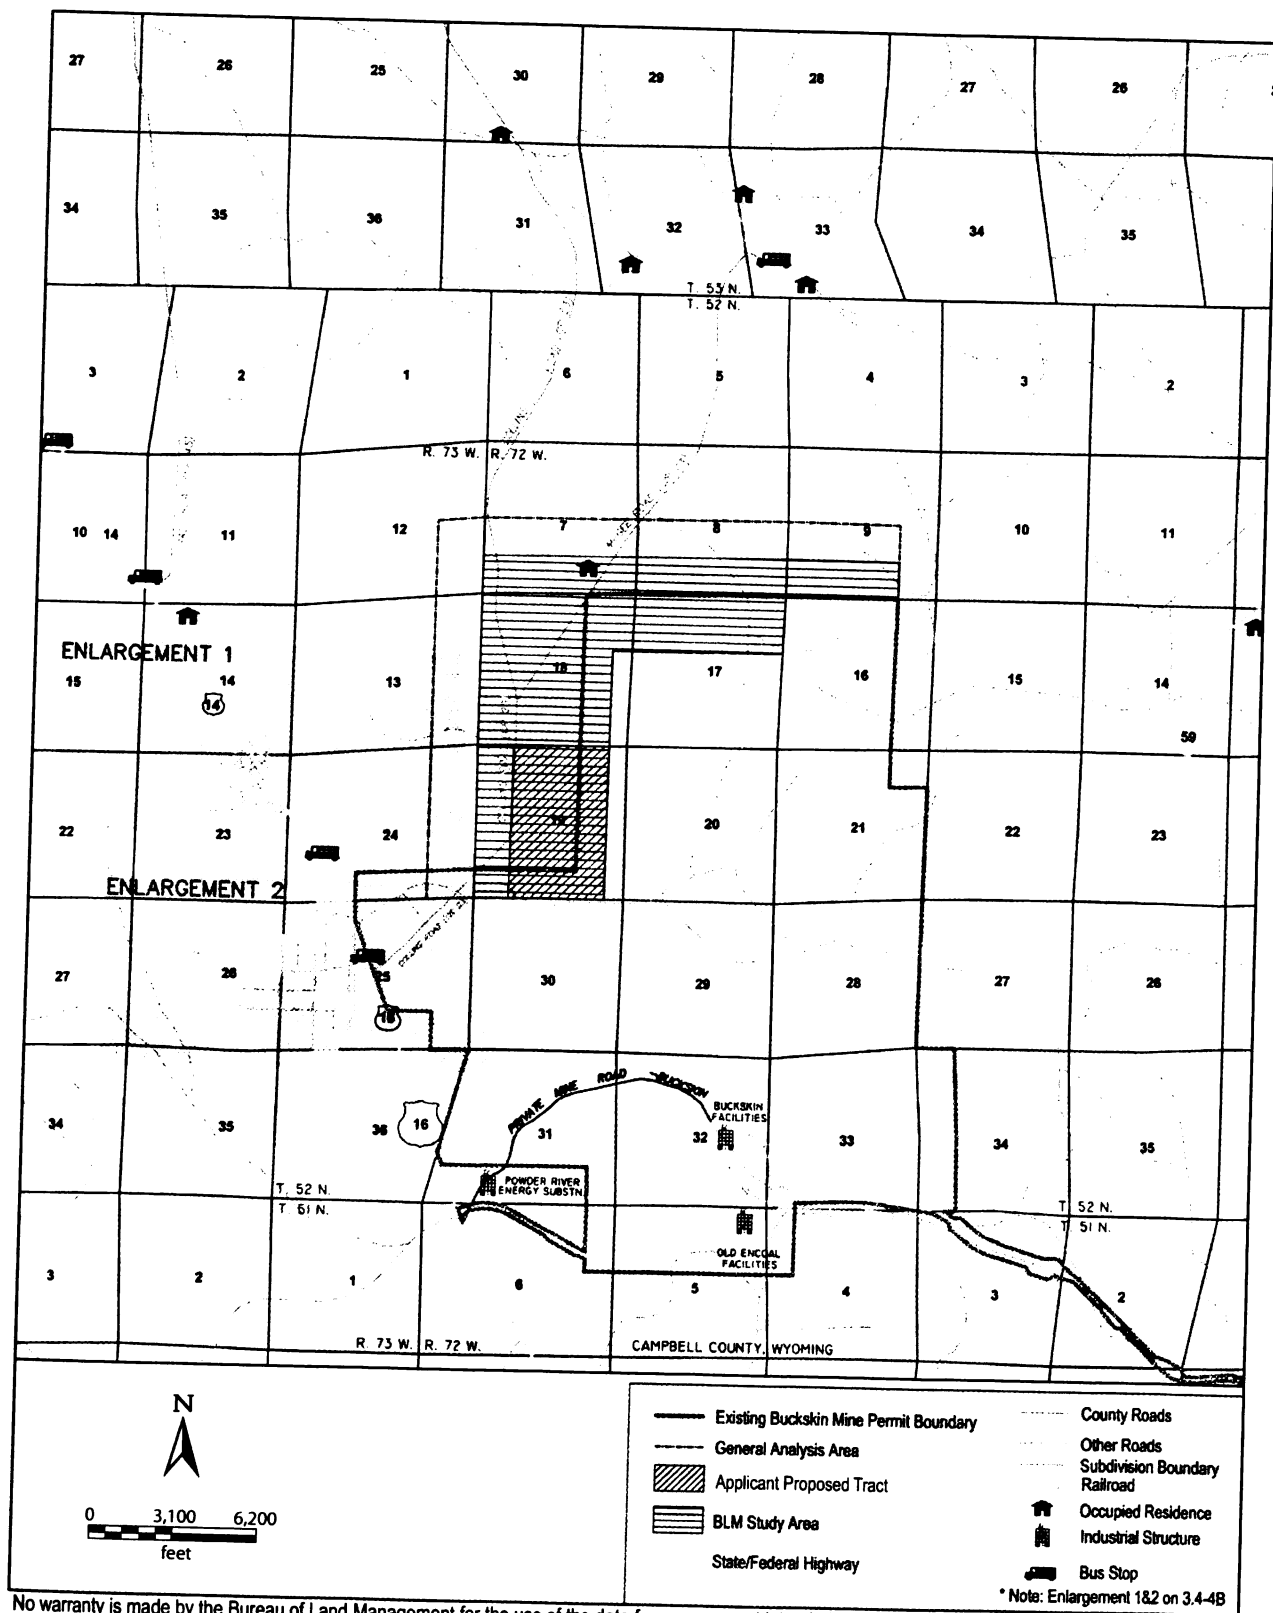 27 26 25 30 29 28 27 26
34 35 36 31 32 33 34 35
T. 53 N.
T. 52 N.
3 2 1 6 5 4 3 2
R. 73 W. R. 72 W.
10 14 11 12 7 8 9 10 11
ENLARGEMENT 1
15 14 13 18 17 16 15 14
14
59
22 23 24 19 20 21 22 23
ENLARGEMENT 2
27 26 25 30 29 28 27 26
16
PRIVATE MINE ROAD BUCKSKIN
BUCKSKIN
FACILITIES
34 35 36 16 31 32 33 34 35
POWDER RIVER
ENERGY SUBSTN.
T. 52 N.
T. 51 N.
T. 52 N.
T. 51 N.
OLD ENCOAL
FACILITIES
3 2 1 6 5 4 3 2
R. 73 W. R. 72 W.
CAMPBELL COUNTY, WYOMING
N
0 3,100 6,200
feet
Existing Buckskin Mine Permit Boundary
General Analysis Area
Applicant Proposed Tract
BLM Study Area
State/Federal Highway
County Roads
Other Roads
Subdivision Boundary
Railroad
Occupied Residence
Industrial Structure
Bus Stop
* Note: Enlargement 1&2 on 3.4-4B
No warranty is made by the Bureau of Land Management for the use of the data f